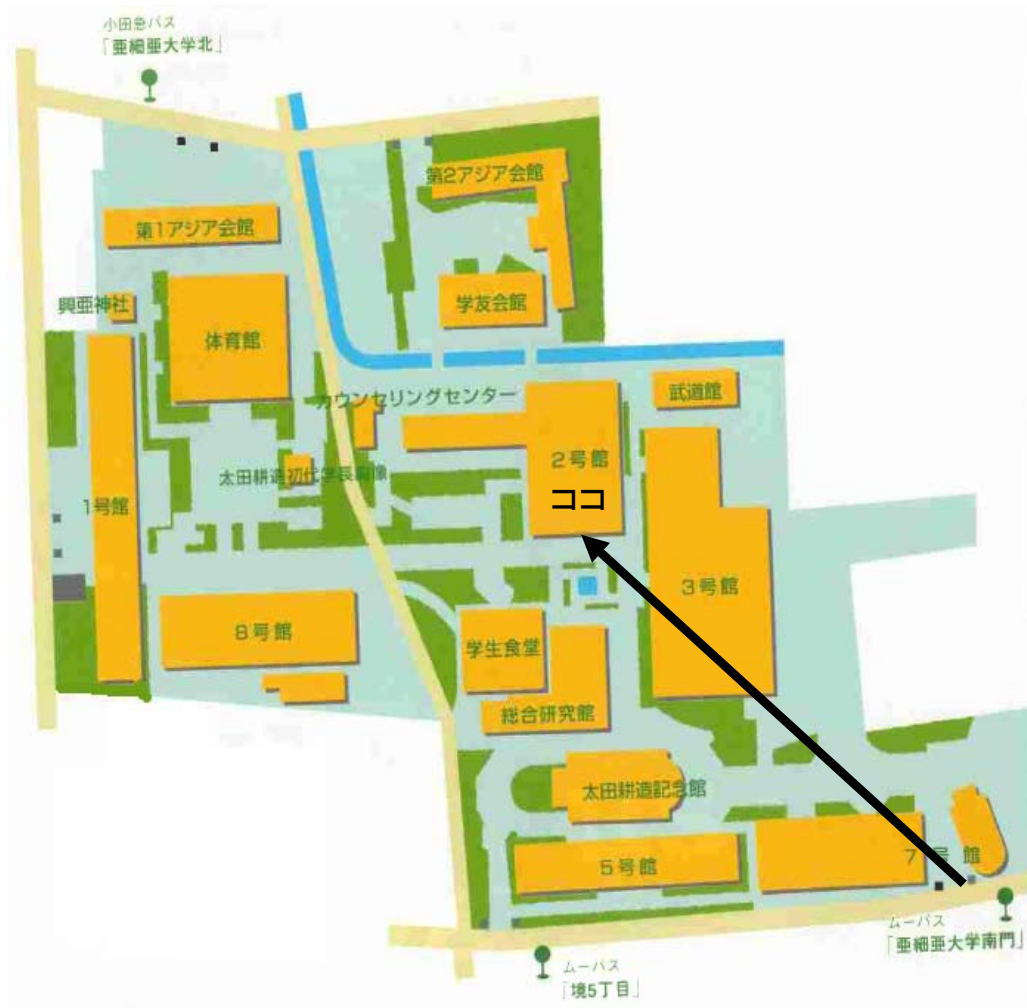 小田急バス
「亜細亜大学北」
第2アジア会館
第1アジア会館
興亜神社
学友会館
体育館
カウンセリングセンター
武道館
2号館
太田耕造初代学長胸像
ココ
1号館
3号館
8号館
学生食堂
総合研究館
太田耕造記念館
5号館
7号館
ムーバス
「亜細亜大学南門」
ムーバス
「境5丁目」